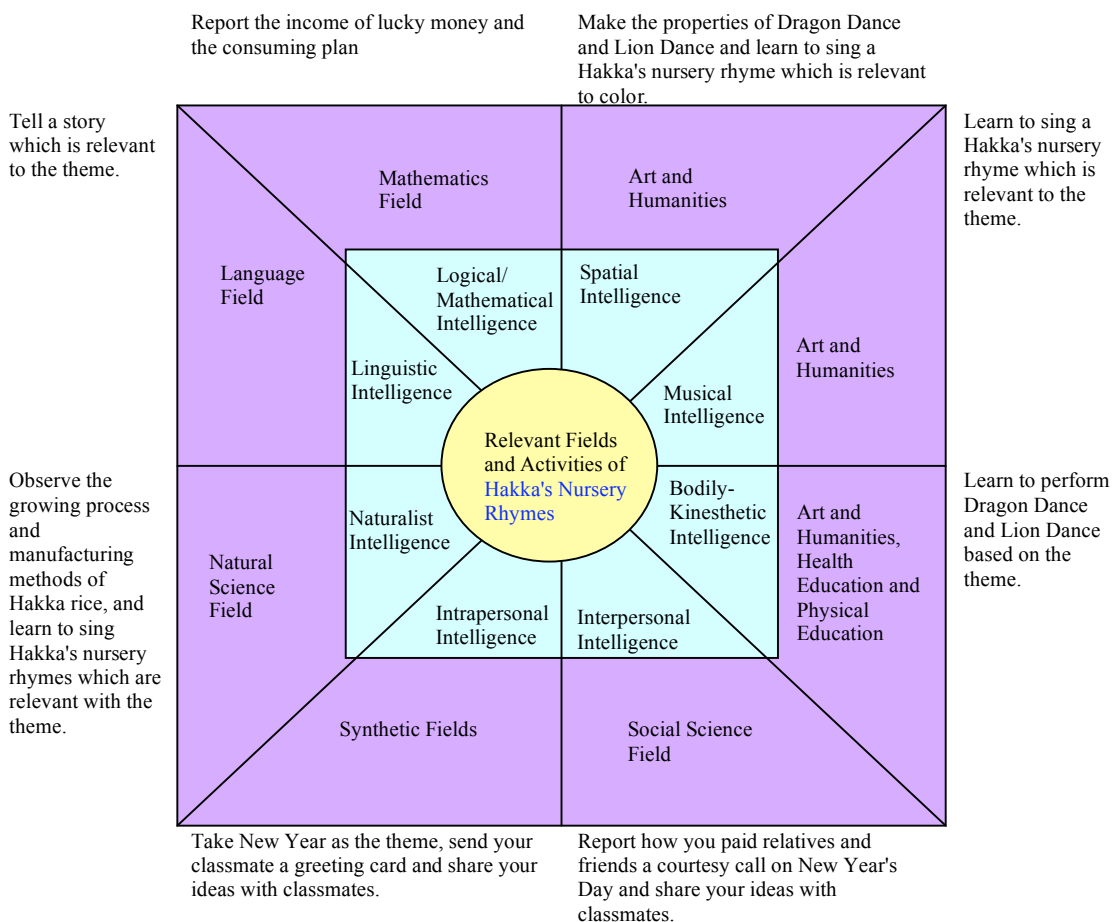 Report the income of lucky money and
the consuming plan
Make the properties of Dragon Dance
and Lion Dance and learn to sing a
Hakka's nursery rhyme which is relevant
to color.
Tell a story
which is relevant
to the theme.
Learn to sing a
Hakka's nursery
rhyme which is
relevant to the
theme.
Mathematics
Field
Art and
Humanities
Language
Field
Logical/
Mathematical
Intelligence
Spatial
Intelligence
Linguistic
Intelligence
Musical
Intelligence
Art and
Humanities
Relevant Fields
and Activities of
Hakka's Nursery
Rhymes
Observe the
growing process
and
manufacturing
methods of
Hakka rice, and
learn to sing
Hakka's nursery
rhymes which are
relevant with the
theme.
Natural
Science
Field
Naturalist
Intelligence
Bodily-
Kinesthetic
Intelligence
Art and
Humanities,
Health
Education and
Physical
Education
Learn to perform
Dragon Dance
and Lion Dance
based on the
theme.
Intrapersonal
Intelligence
Interpersonal
Intelligence
Synthetic Fields
Social Science
Field
Take New Year as the theme, send your
classmate a greeting card and share your
ideas with classmates.
Report how you paid relatives and
friends a courtesy call on New Year's
Day and share your ideas with
classmates.